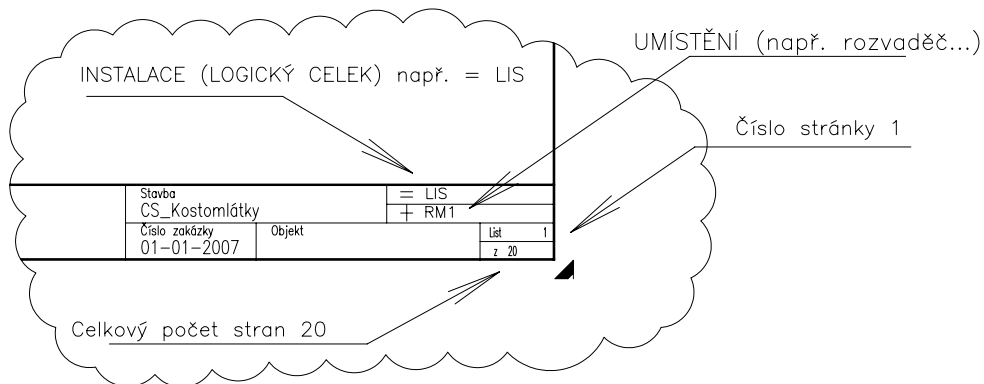 UMÍSTĚNÍ (např. rozvaděč...)
INSTALACE (LOGICKÝ CELEK) např. = LIS
Číslo stránky 1
Stavba
CS_Kostomlátky
= LIS
+ RM1
Číslo zakázky
01-01-2007
Objekt
List 1
z 20
Celkový počet stran 20